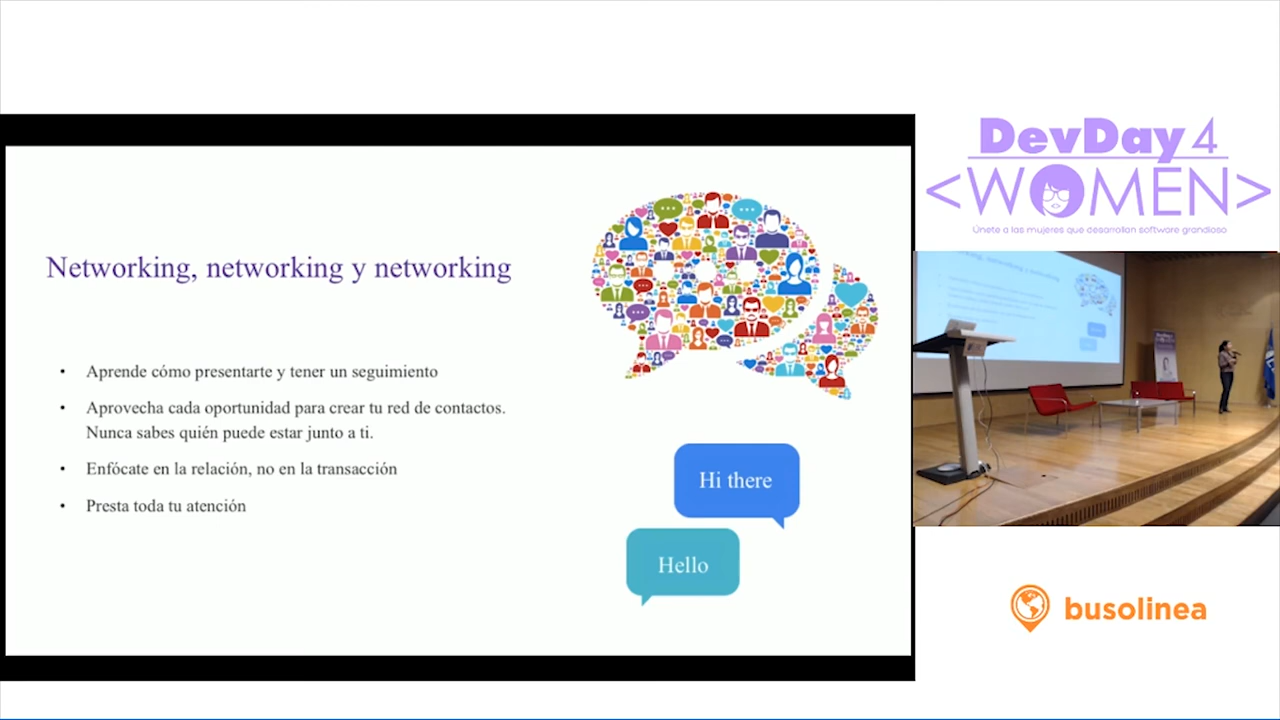 Networking, networking y networking
• Aprende cómo presentarte y tener un seguimiento
• Aprovecha cada oportunidad para crear tu red de contactos.
Nunca sabes quién puede estar junto a ti.
• Enfócate en la relación, no en la transacción
• Presta toda tu atención
Hi there
Hello
DevDay4
<WOMEN>
Únete a las mujeres que desarrollan software grandioso
busolinea